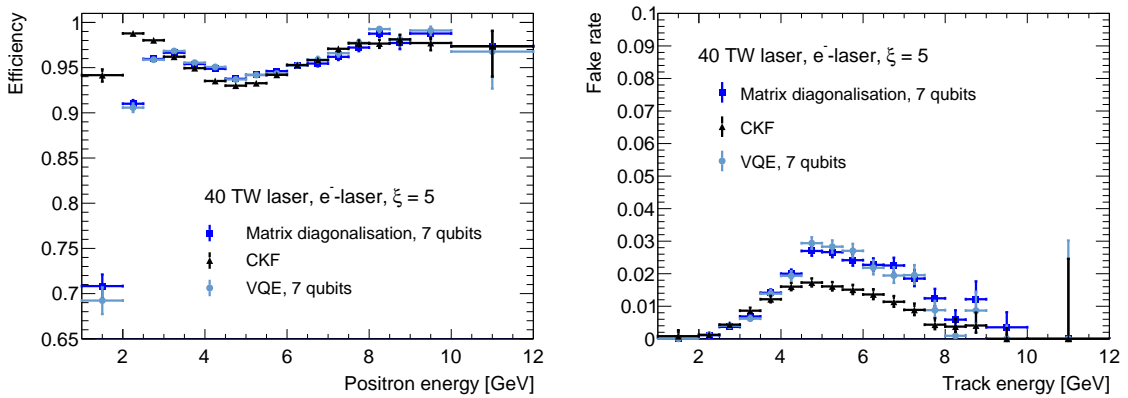 Efficiency
1
0.95
0.9
0.85
0.8
0.75
0.7
0.65
40 TW laser, e⁻-laser, ξ = 5
Matrix diagonalisation, 7 qubits
CKF
VQE, 7 qubits
2 4 6 8 10 12
Positron energy [GeV]
Fake rate
0.1
0.09
0.08
0.07
0.06
0.05
0.04
0.03
0.02
0.01
0
40 TW laser, e⁻-laser, ξ = 5
Matrix diagonalisation, 7 qubits
CKF
VQE, 7 qubits
2 4 6 8 10 12
Track energy [GeV]